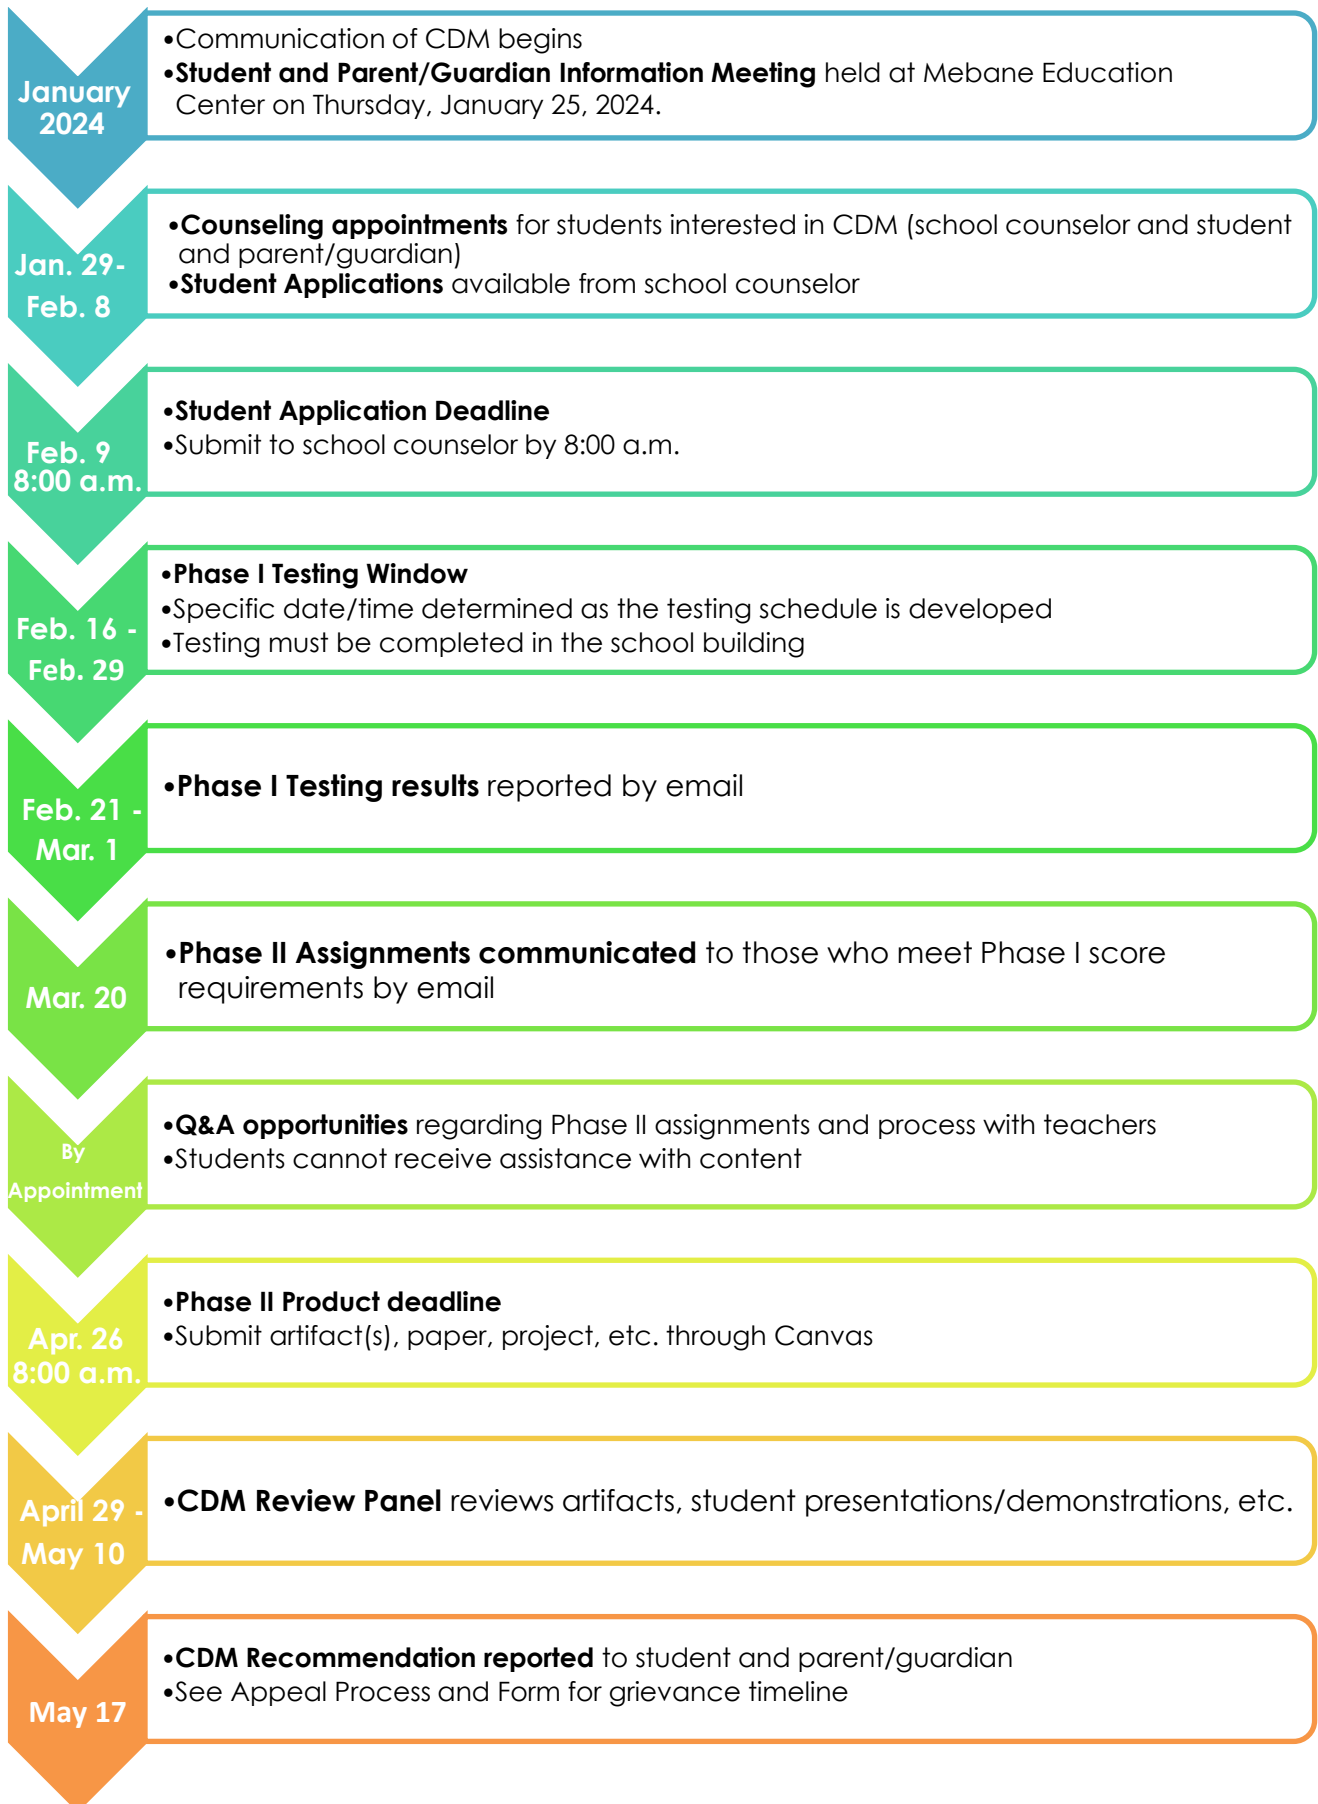 January
2024
•Communication of CDM begins
•Student and Parent/Guardian Information Meeting held at Mebane Education
Center on Thursday, January 25, 2024.
Jan. 29-
Feb. 8
•Counseling appointments for students interested in CDM (school counselor and student
and parent/guardian)
•Student Applications available from school counselor
Feb. 9
8:00 a.m.
•Student Application Deadline
•Submit to school counselor by 8:00 a.m.
Feb. 16 -
Feb. 29
•Phase I Testing Window
•Specific date/time determined as the testing schedule is developed
•Testing must be completed in the school building
Feb. 21 -
Mar. 1
•Phase I Testing results reported by email
Mar. 20
•Phase II Assignments communicated to those who meet Phase I score
requirements by email
By
Appointment
•Q&A opportunities regarding Phase II assignments and process with teachers
•Students cannot receive assistance with content
Apr. 26
8:00 a.m.
•Phase II Product deadline
•Submit artifact(s), paper, project, etc. through Canvas
April 29 -
May 10
•CDM Review Panel reviews artifacts, student presentations/demonstrations, etc.
May 17
•CDM Recommendation reported to student and parent/guardian
•See Appeal Process and Form for grievance timeline